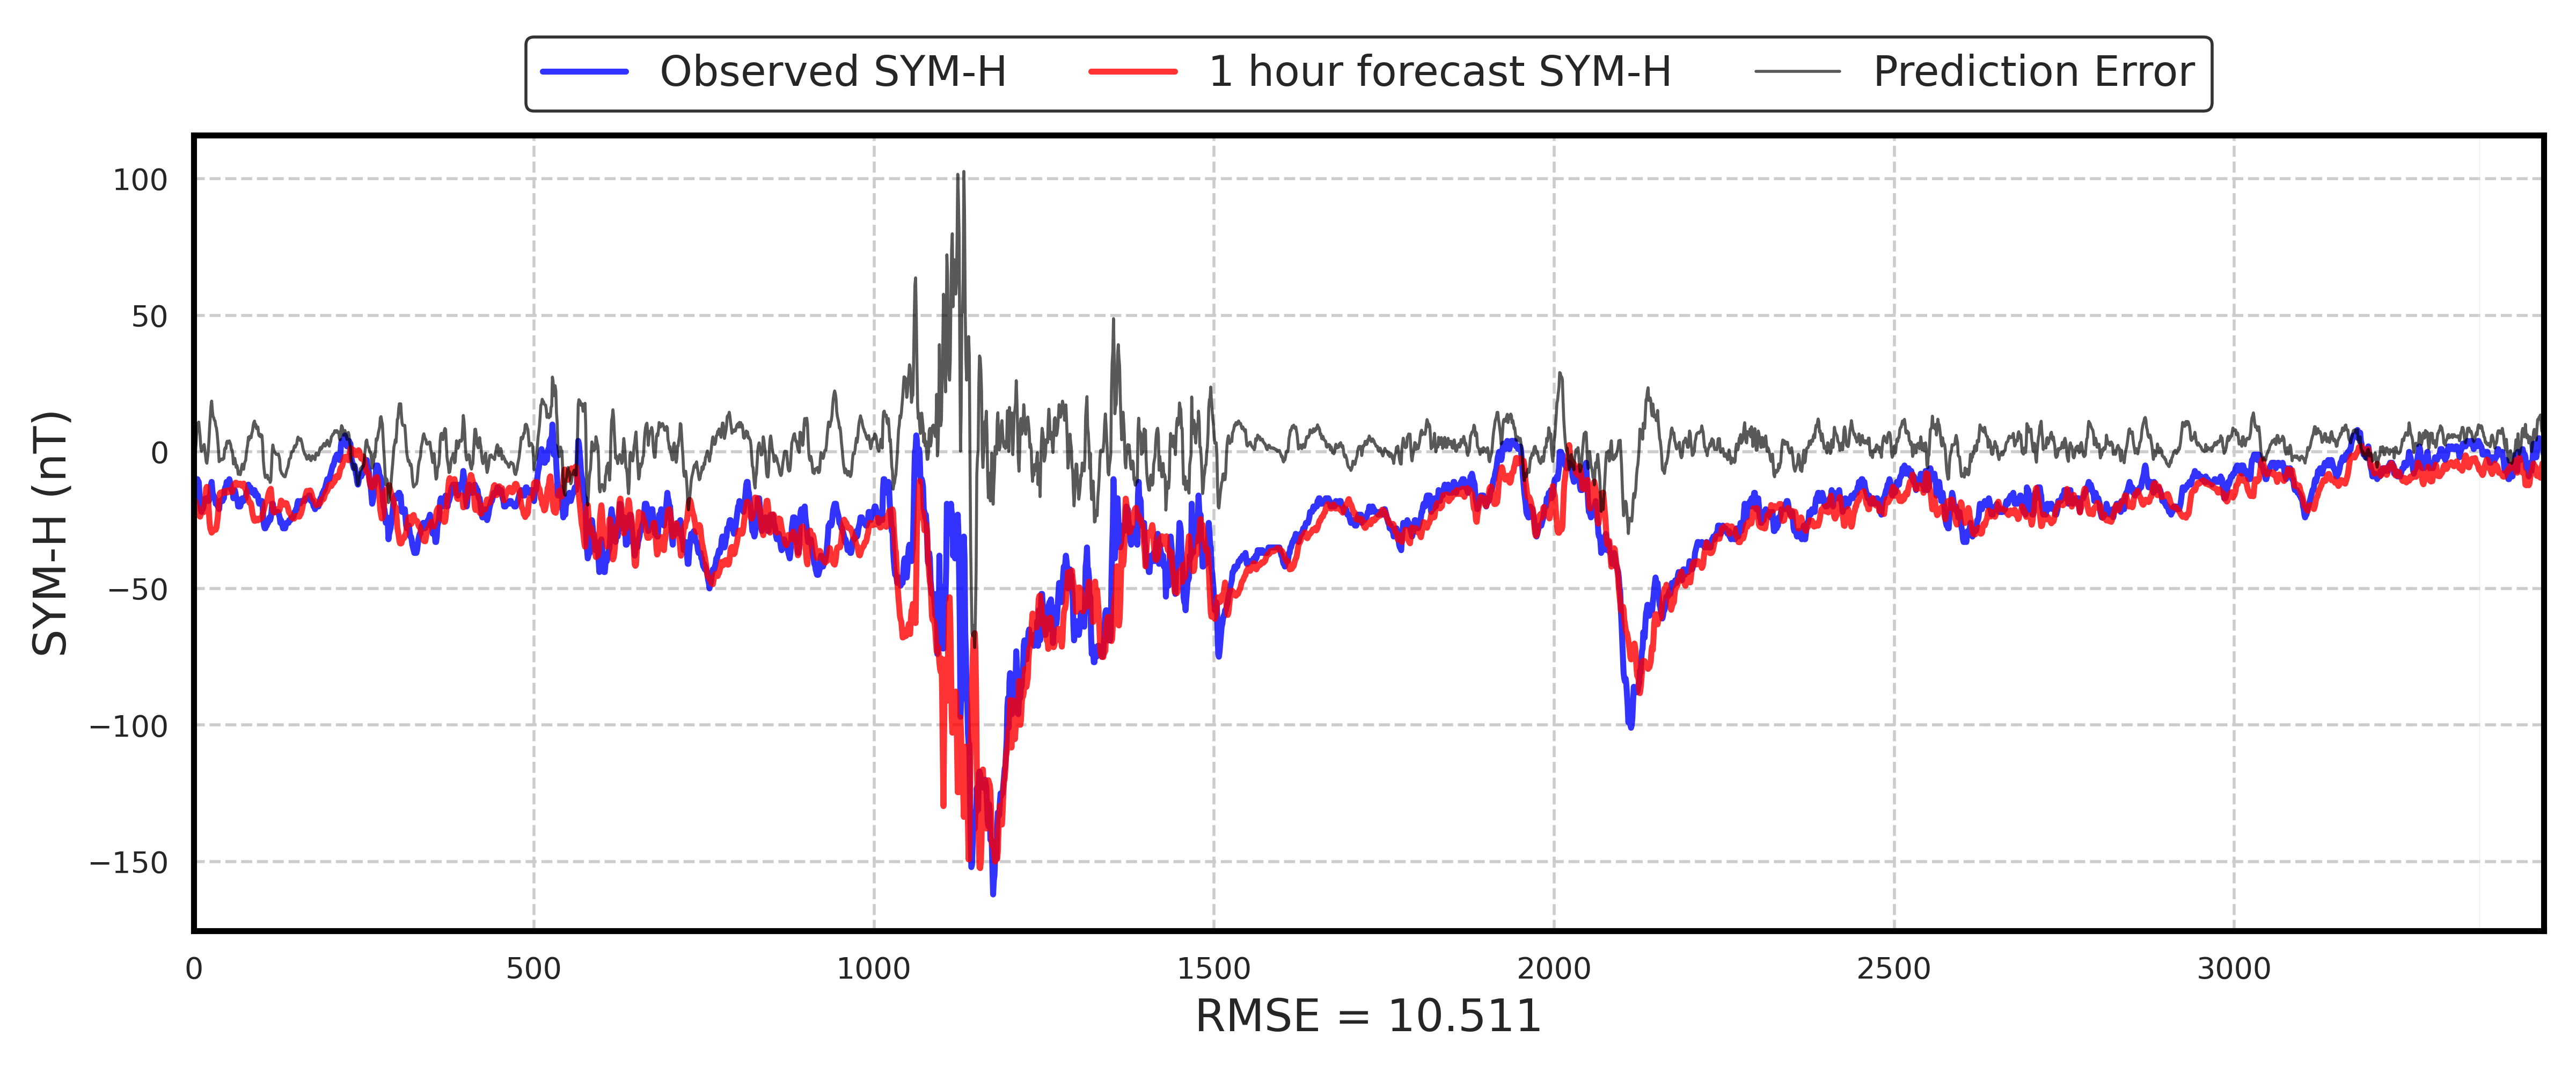 Observed SYM-H 1 hour forecast SYM-H Prediction Error
SYM-H (nT)
100
50
0
−50
−100
−150
0 500 1000 1500 2000 2500 3000
RMSE = 10.511